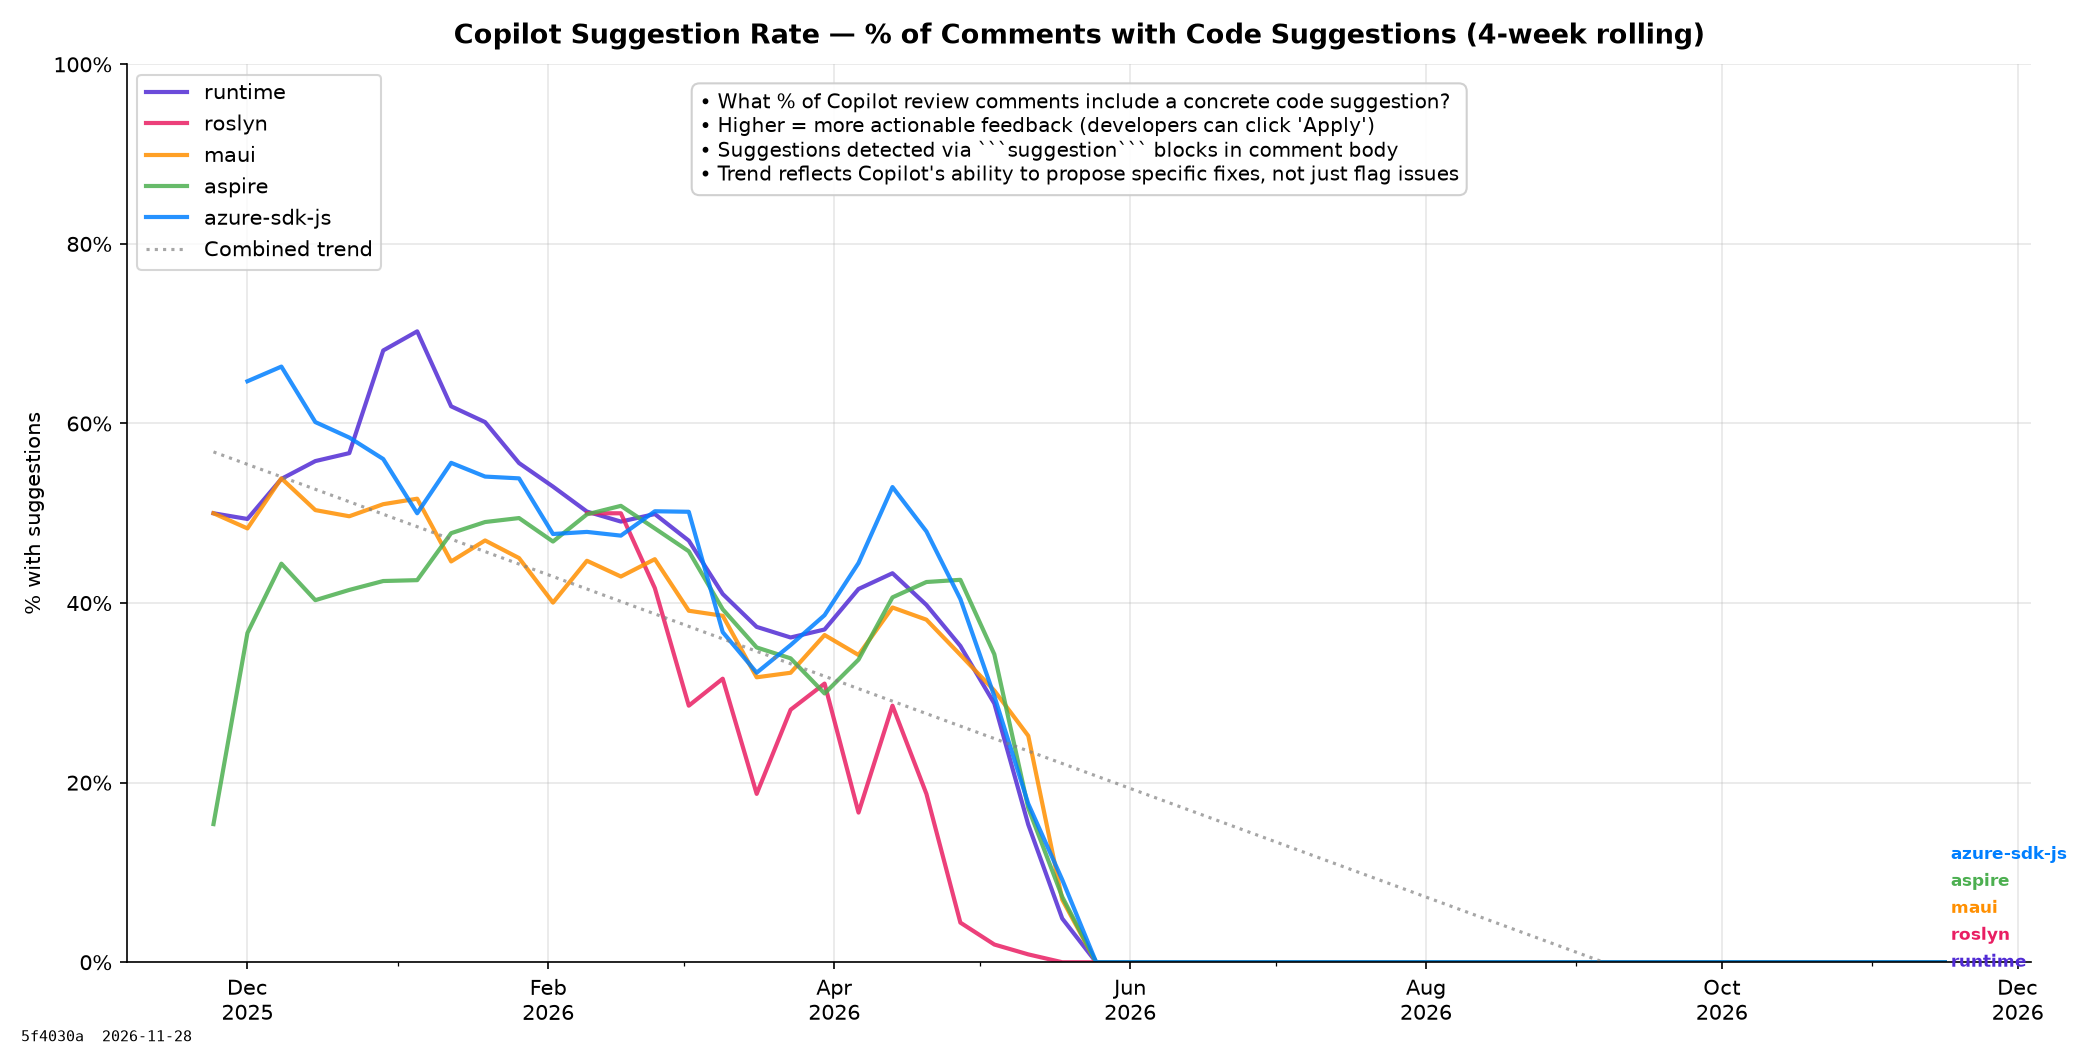 Copilot Suggestion Rate — % of Comments with Code Suggestions (4-week rolling)
100%
80%
60%
40%
20%
0%
% with suggestions
runtime
roslyn
maui
aspire
azure-sdk-js
Combined trend
• What % of Copilot review comments include a concrete code suggestion?
• Higher = more actionable feedback (developers can click 'Apply')
• Suggestions detected via ```suggestion``` blocks in comment body
• Trend reflects Copilot's ability to propose specific fixes, not just flag issues
azure-sdk-js
aspire
maui
roslyn
runtime
Dec
2025
Feb
2026
Apr
2026
Jun
2026
Aug
2026
Oct
2026
Dec
2026
5f4030a  2026-11-28